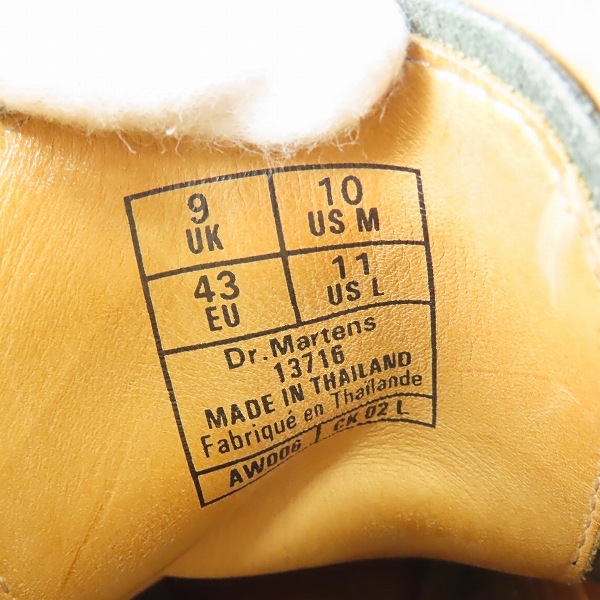 9
UK
10
US M
43
EU
11
US L
Dr.Martens
13716
MADE IN THAILAND
Fabriqué en Thaïlande
AW006 / GK 02 L